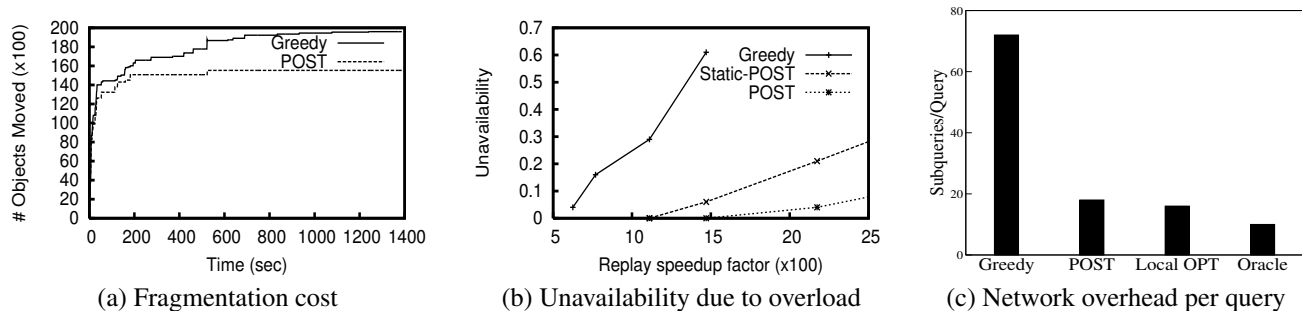 200
180
160
140
120
100
80
60
40
20
0
# Objects Moved (x100)
Greedy
POST
0 200 400 600 800 1000 1200 1400
Time (sec)
(a) Fragmentation cost
0.7
0.6
0.5
0.4
0.3
0.2
0.1
0
Unavailability
Greedy
Static-POST
POST
5 10 15 20 25
Replay speedup factor (x100)
(b) Unavailability due to overload
80
60
40
20
0
Subqueries/Query
Greedy POST Local OPT Oracle
(c) Network overhead per query